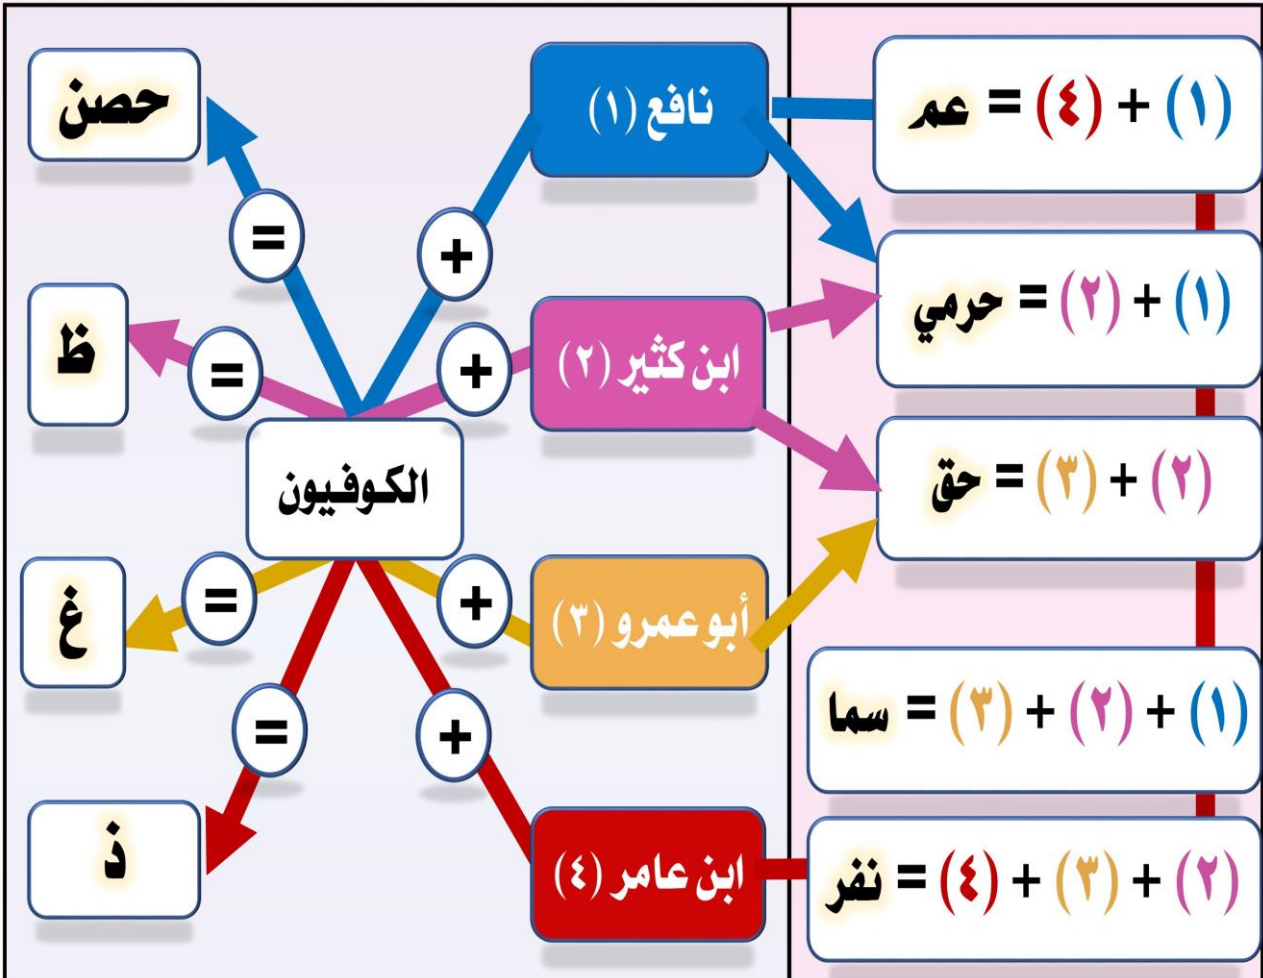 (١) + (٤) = عم
(١) + (٢) = حرمي
(٢) + (٣) = حق
(١) + (٢) + (٣) = سما
(٢) + (٣) + (٤) = نفر
نافع (١)
ابن كثير (٢)
أبو عمرو (٣)
ابن عامر (٤)
+
+
+
+
الكوفيون
=
=
=
=
حصن
ظ
غ
ذ